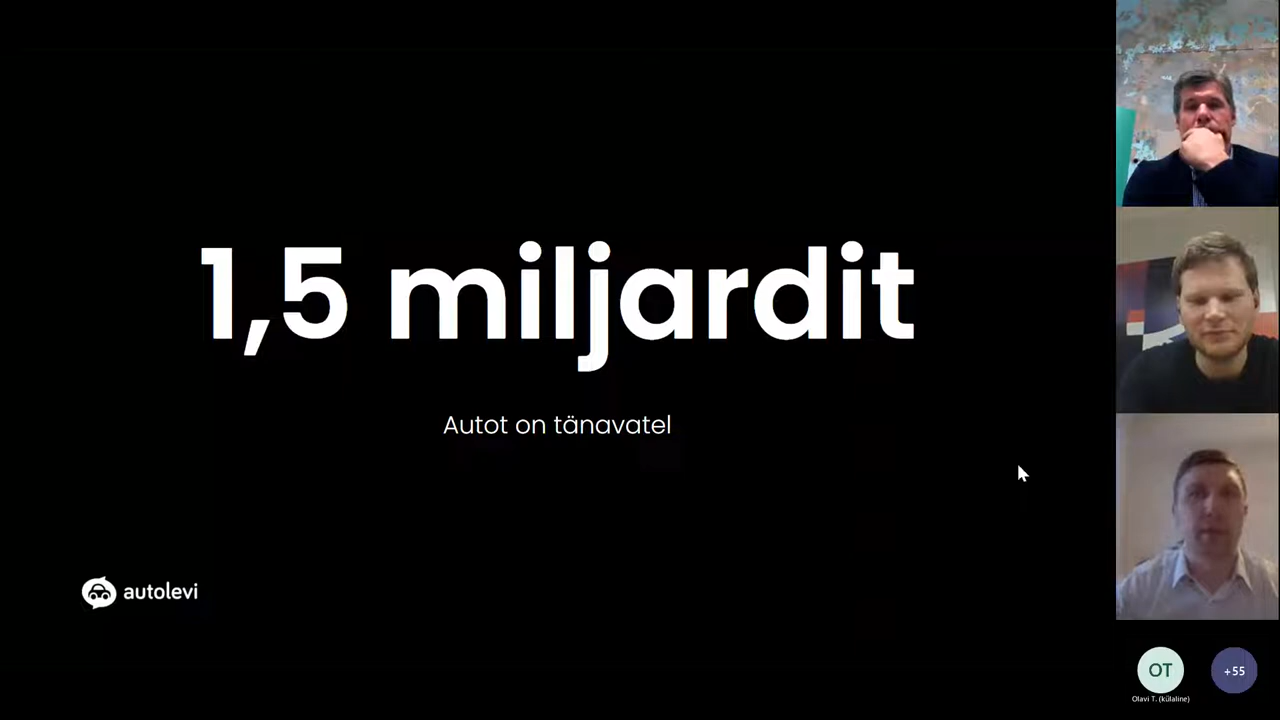 1,5 miljardit
Autot on tänavatel
autolevi
OT
+55
Olavi T. (külaline)